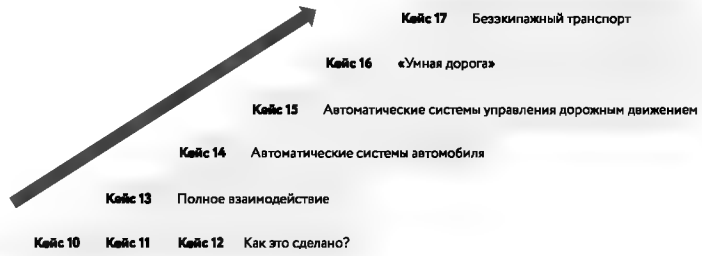 Кейс 17 Безэкипажный транспорт
Кейс 16 «Умная дорога»
Кейс 15 Автоматические системы управления дорожным движением
Кейс 14 Автоматические системы автомобиля
Кейс 13 Полное взаимодействие
Кейс 10 Кейс 11 Кейс 12 Как это сделано?